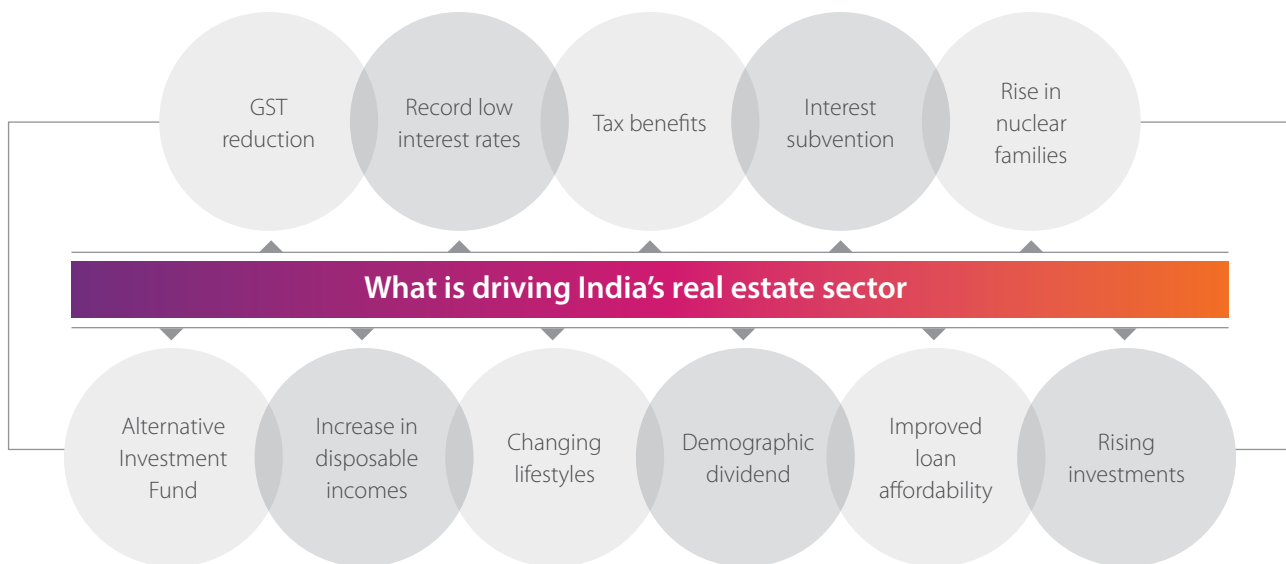 GST
reduction
Record low
interest rates
Tax benefits
Interest
subvention
Rise in
nuclear
families
What is driving India’s real estate sector
Alternative
Investment
Fund
Increase in
disposable
incomes
Changing
lifestyles
Demographic
dividend
Improved
loan
affordability
Rising
investments